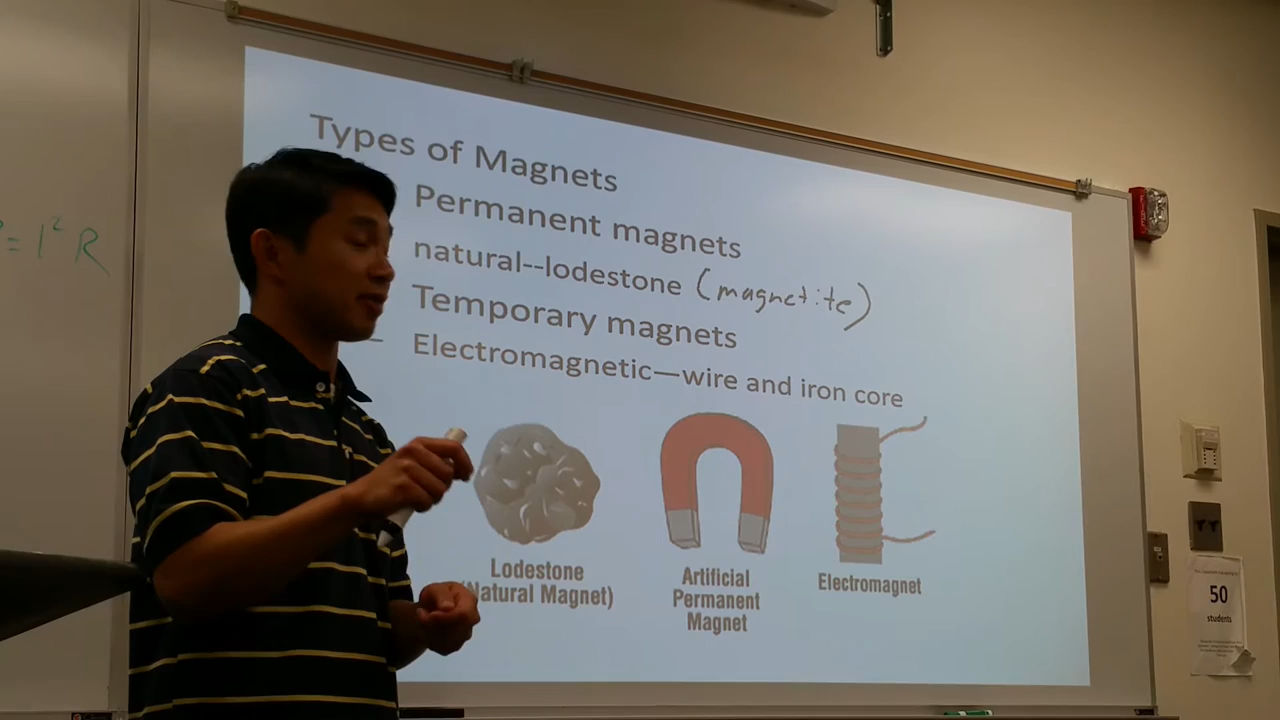 = I² R
Types of Magnets
Permanent magnets
natural--lodestone (magnetite)
Temporary magnets
– Electromagnetic—wire and iron core
Lodestone
Natural Magnet)
Artificial
Permanent
Magnet
Electromagnet
50
students